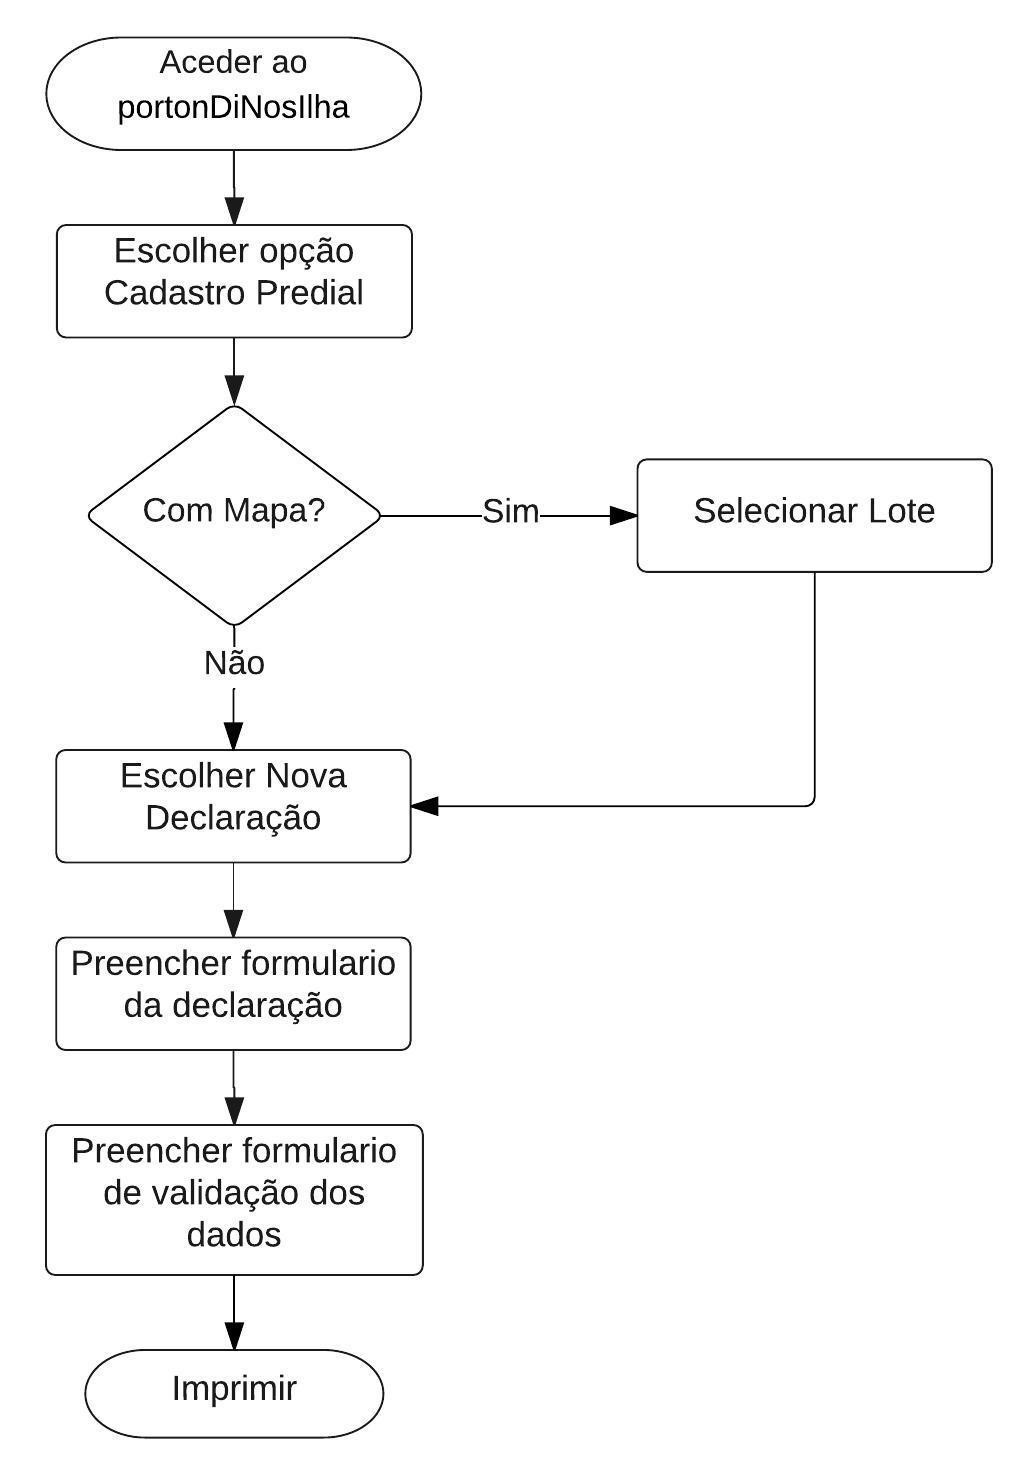 Aceder ao
portonDiNosIlha
Escolher opção
Cadastro Predial
Com Mapa?
Sim
Selecionar Lote
Não
Escolher Nova
Declaração
Preencher formulario
da declaração
Preencher formulario
de validação dos
dados
Imprimir